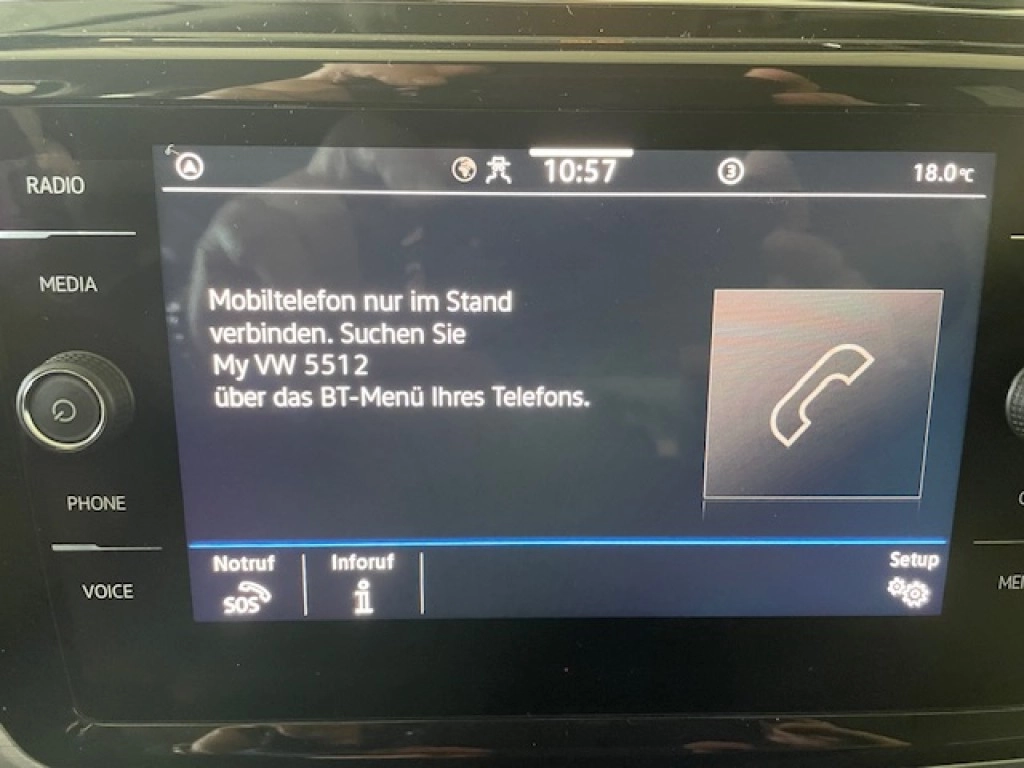 RADIO
MEDIA
PHONE
VOICE
A
10:57
3
18.0°C
Mobiltelefon nur im Stand
verbinden. Suchen Sie
My VW 5512
über das BT-Menü Ihres Telefons.
Notruf
SOS
Inforuf
i
Setup